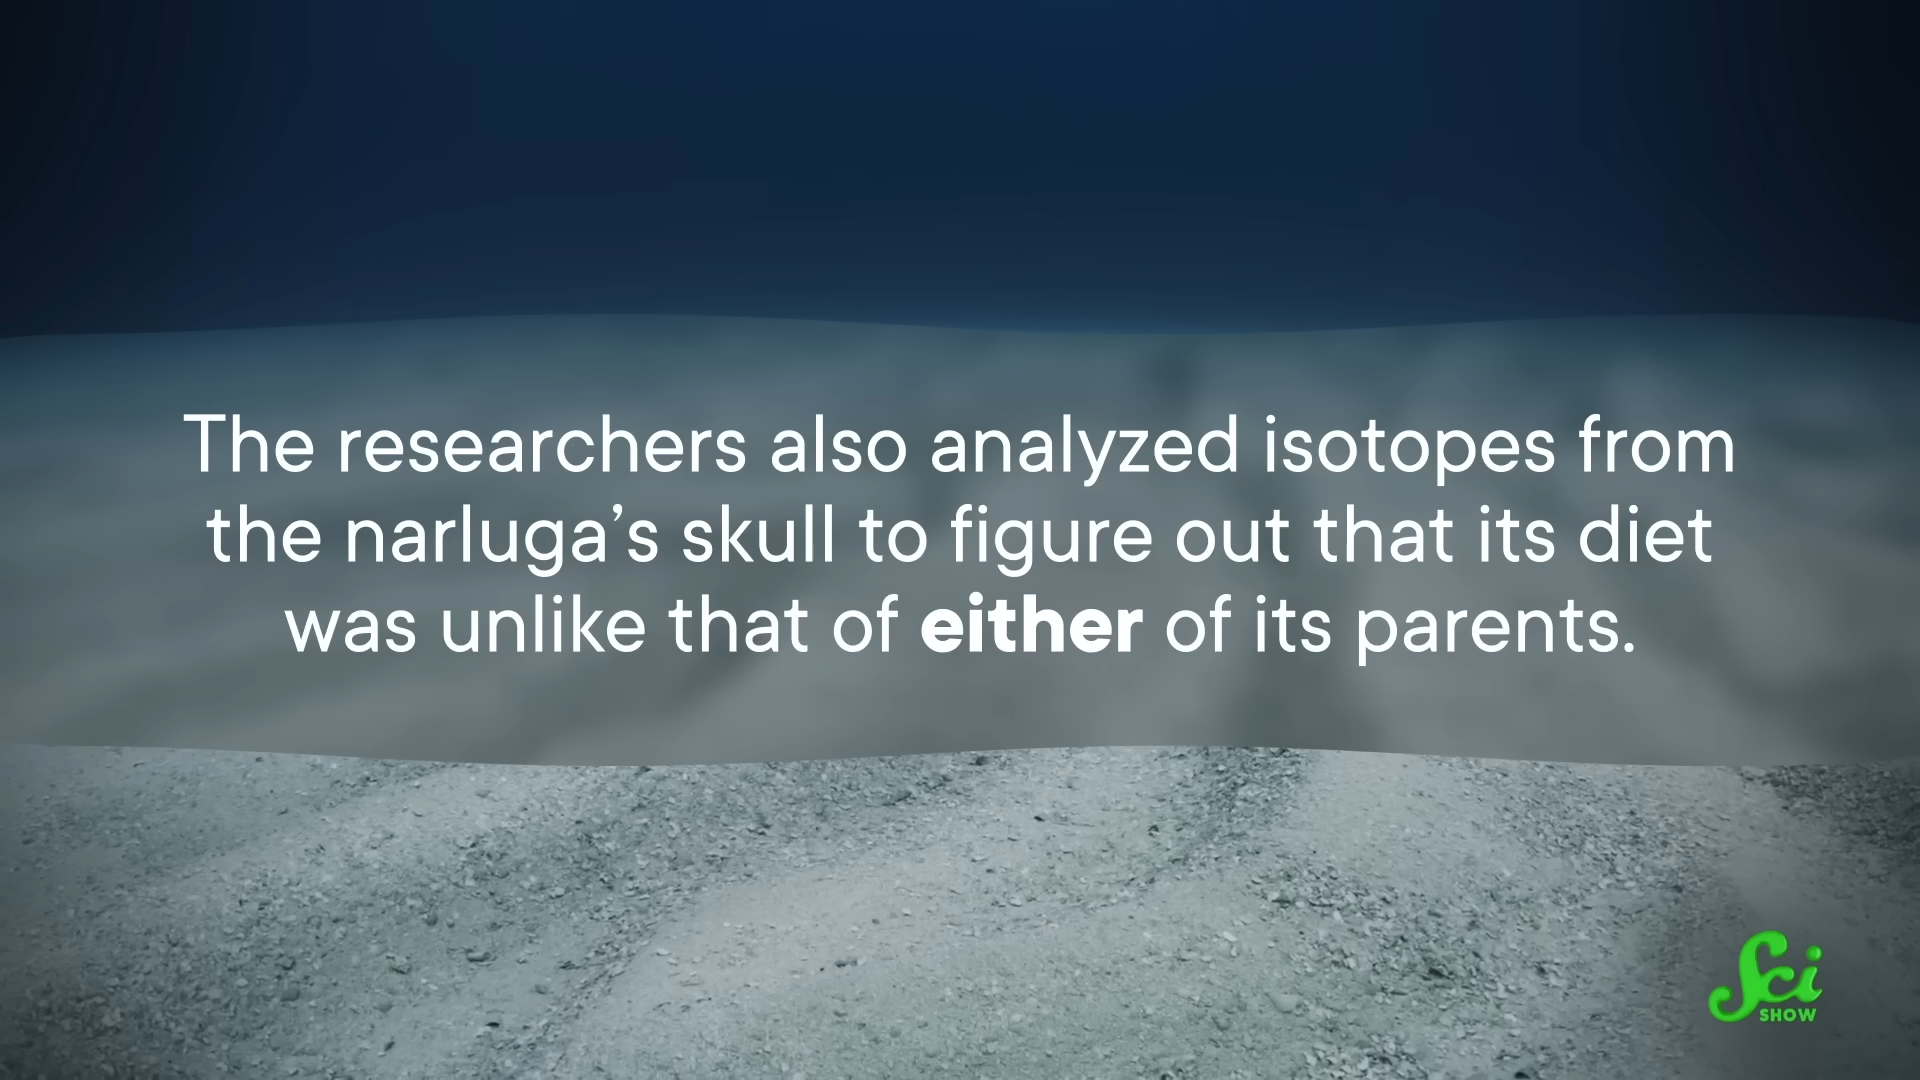 The researchers also analyzed isotopes from
the narluga’s skull to figure out that its diet
was unlike that of either of its parents.
Sci
SHOW